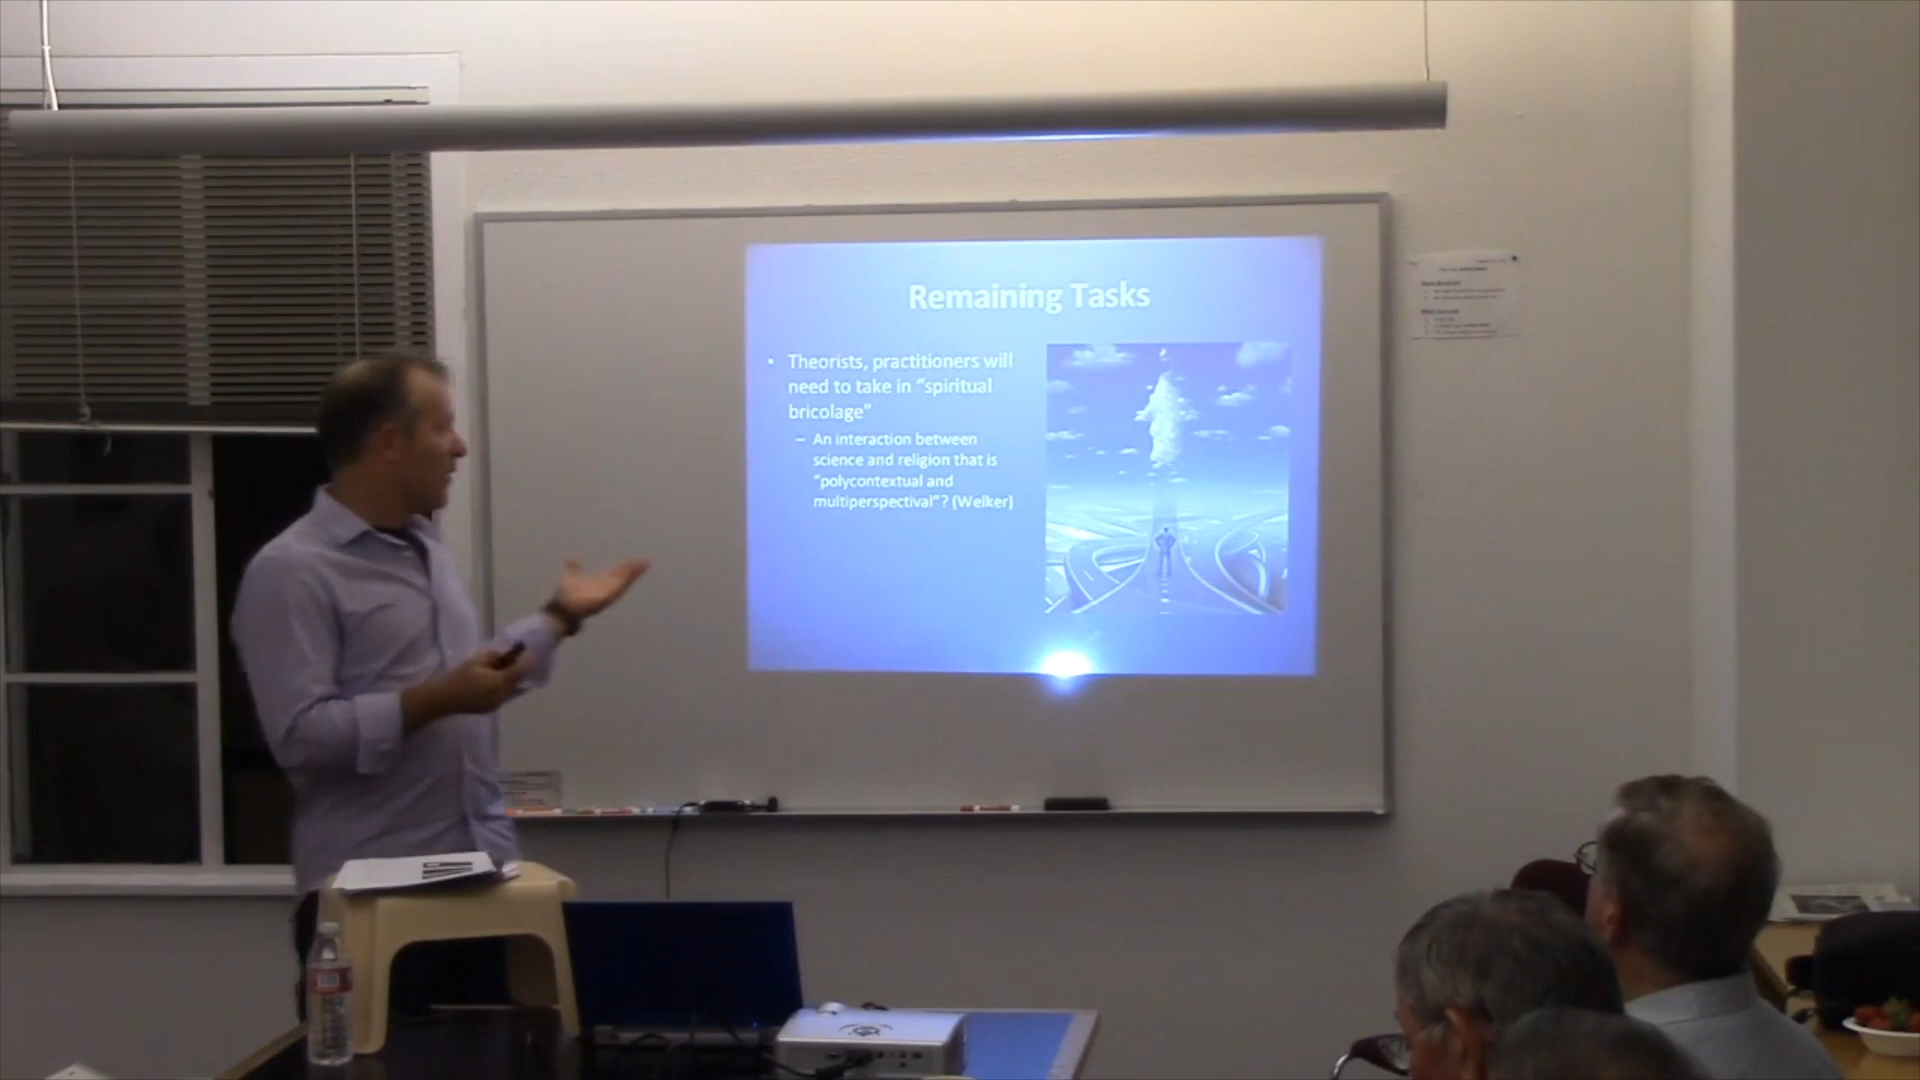 Remaining Tasks
• Theorists, practitioners will
need to take in “spiritual
bricolage”
– An interaction between
science and religion that is
“polycontextual and
multiperspectival”? (Welker)